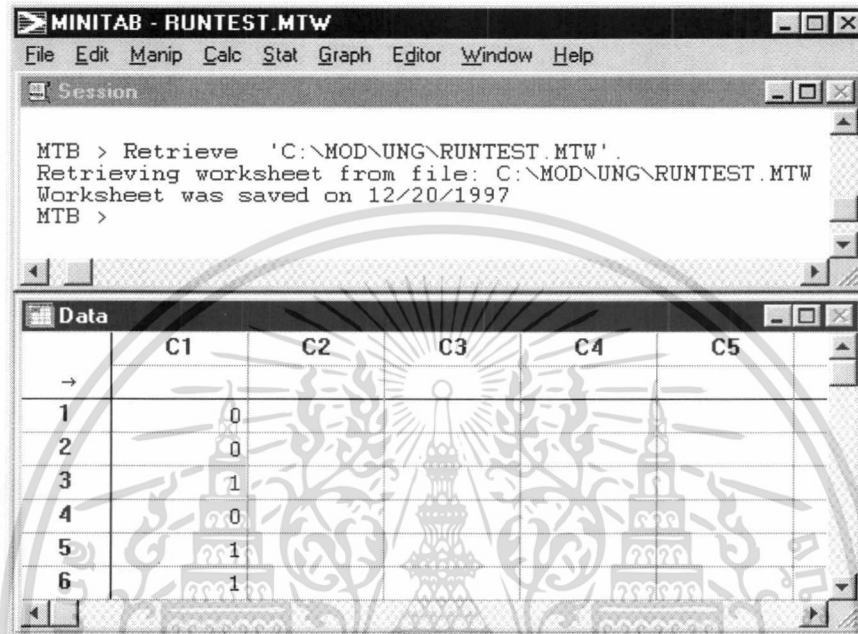 MINITAB - RUNTEST.MTW
File Edit Manip Calc Stat Graph Editor Window Help
Session
MTB > Retrieve 'C:\MOD\UNG\RUNTEST.MTW'.
Retrieving worksheet from file: C:\MOD\UNG\RUNTEST.MTW
Worksheet was saved on 12/20/1997
MTB >
Data
C1 C2 C3 C4 C5
→
1 0
2 0
3 1
4 0
5 1
6 1